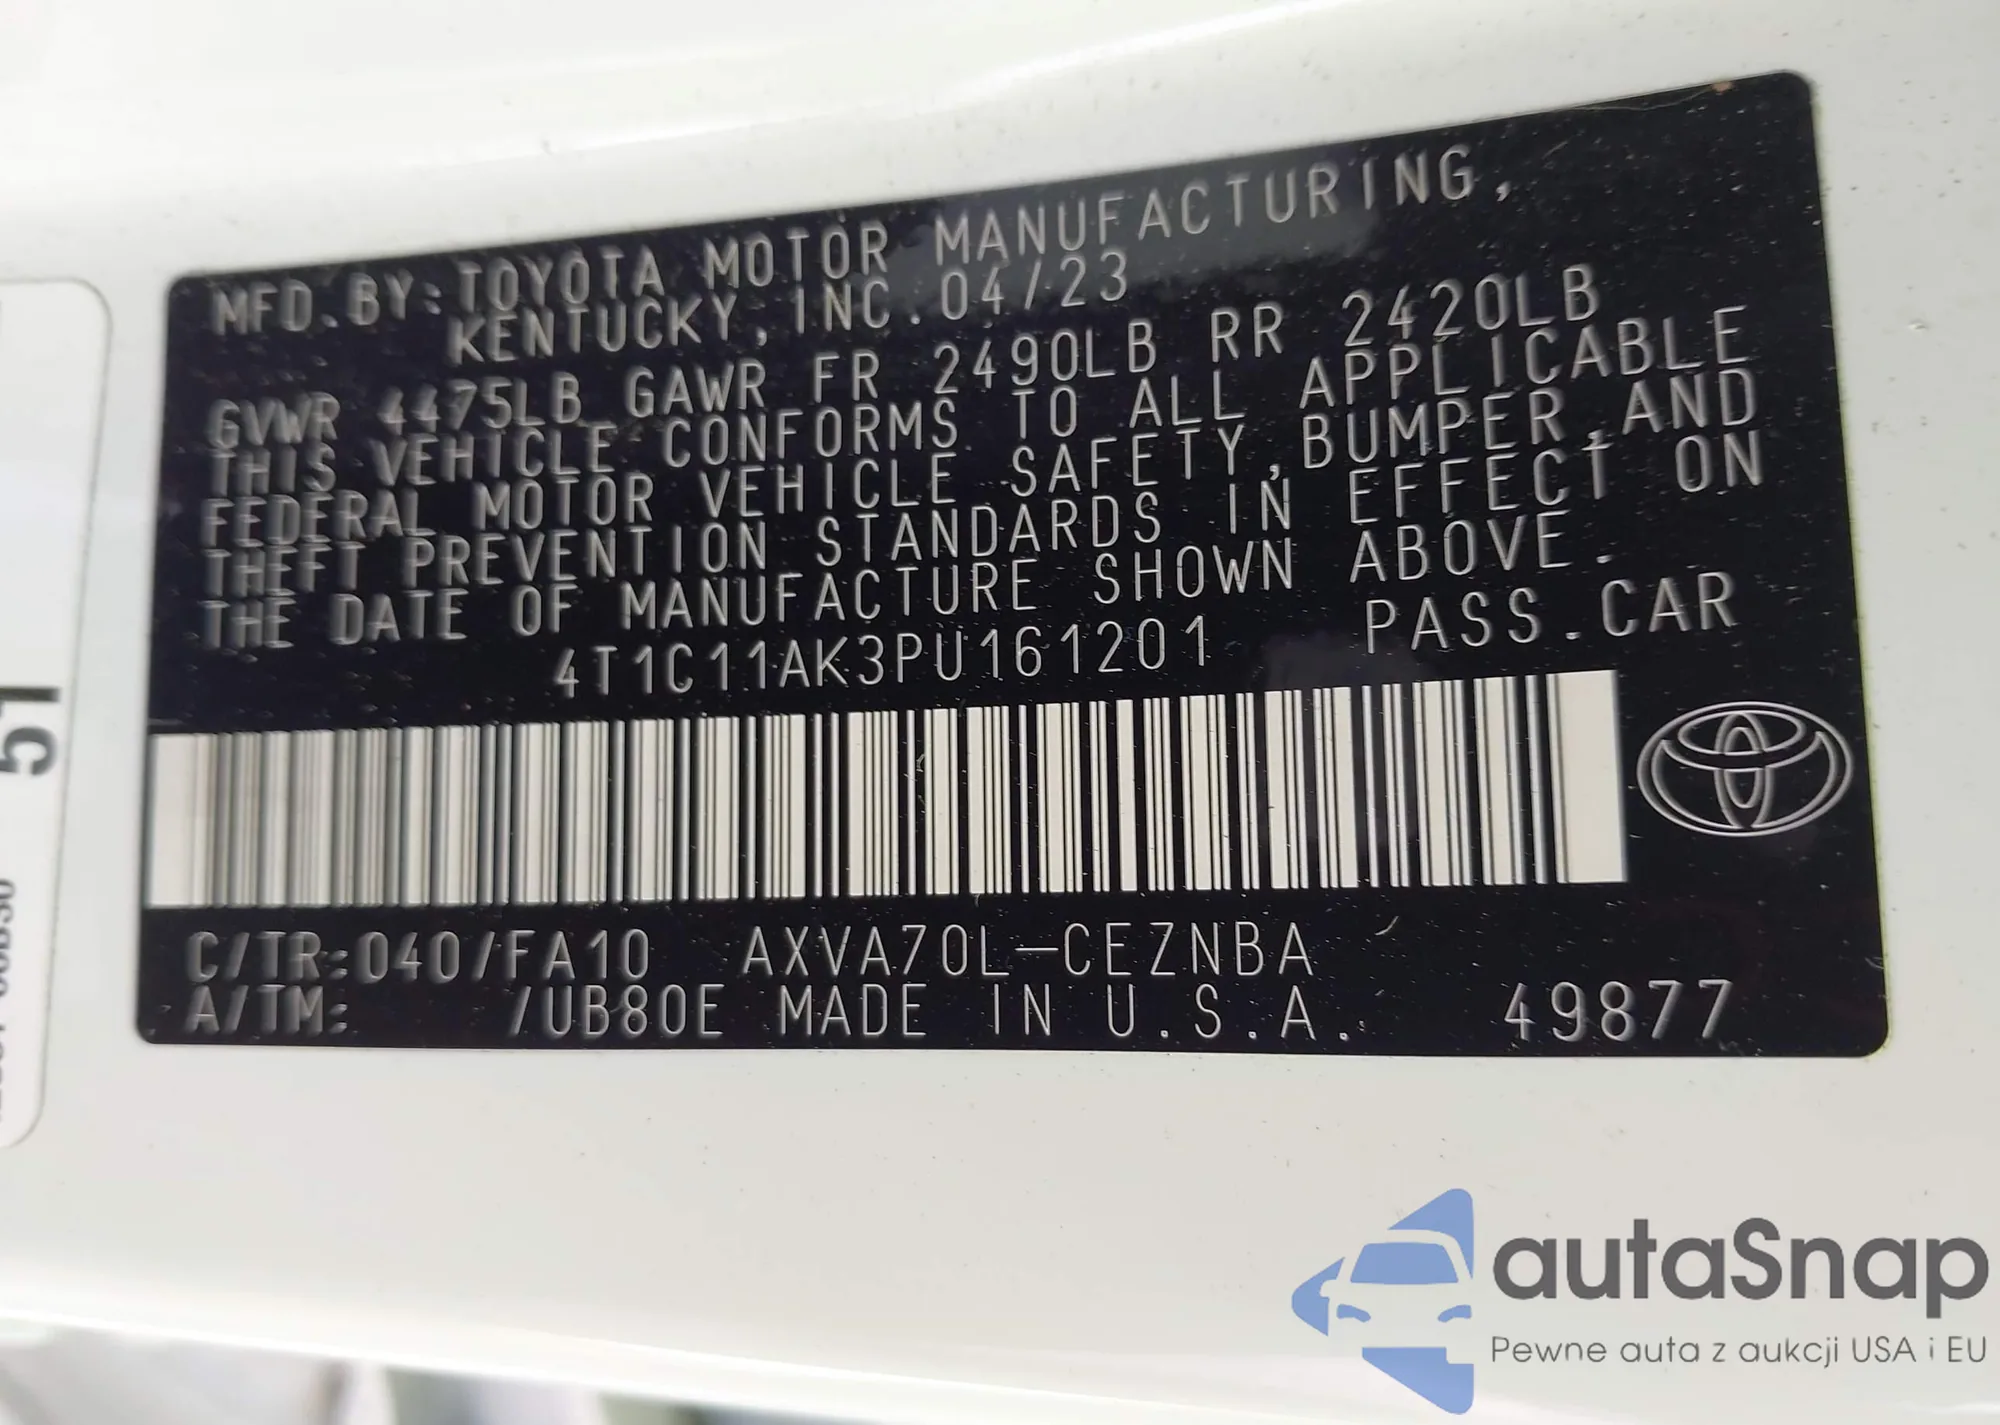 MFD. BY: TOYOTA MOTOR MANUFACTURING,
KENTUCKY, INC. 04/23
GVWR 4475LB GAWR FR 2490LB RR 2420LB
THIS VEHICLE CONFORMS TO ALL APPLICABLE
FEDERAL MOTOR VEHICLE SAFETY, BUMPER, AND
THEFT PREVENTION STANDARDS IN EFFECT ON
THE DATE OF MANUFACTURE SHOWN ABOVE.
4T1C11AK3PU161201 PASS. CAR
C/TR: 040/FA10 AXVA70L-CEZNBA
A/TM: /UB80E MADE IN U.S.A. 49877
51
autaSnap
Pewne auta z aukcji USA i EU